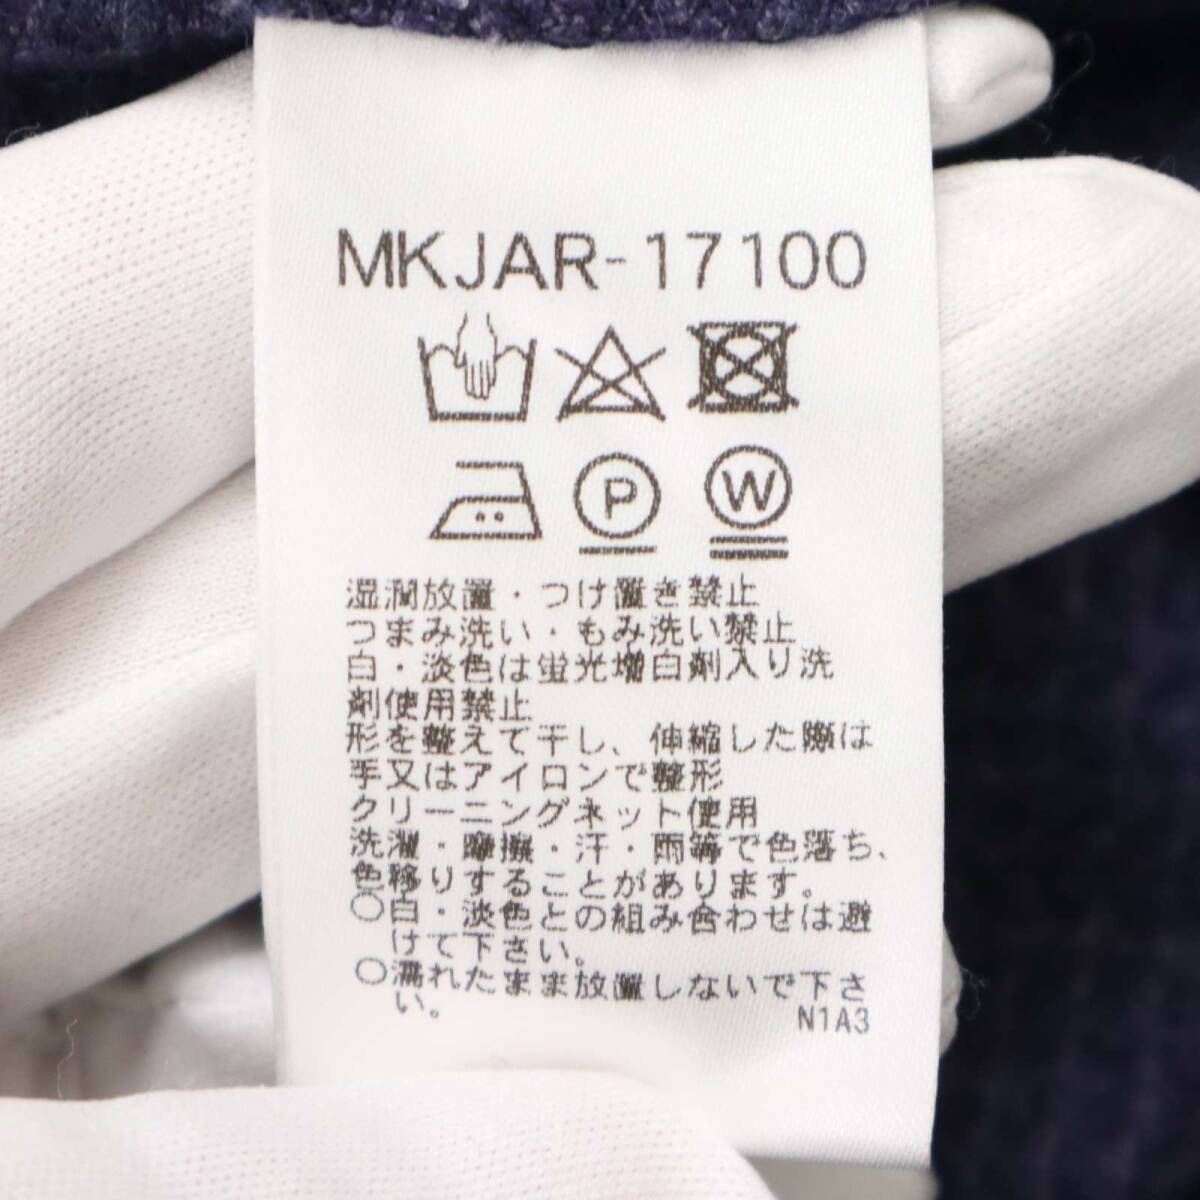 MKJAR-17100
P
W
湿潤放置・つけ置き禁止
つまみ洗い・もみ洗い禁止
白・淡色は蛍光増白剤入り洗
剤使用禁止
形を整えて干し、伸縮した際は
手又はアイロンで整形
クリーニングネット使用
洗濯・摩擦・汗・雨等で色落ち、
色移りすることがあります。
○白・淡色との組み合わせは避
けて下さい。
○濡れたまま放置しないで下さ
い。
N1A3